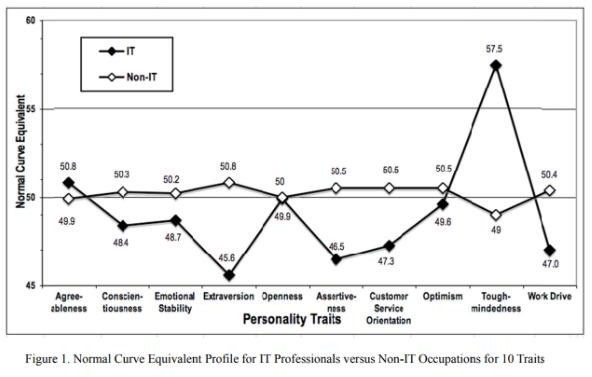 60
57.5
IT
Non-IT
55
Normal Curve Equivalent
50.8
50.3
50.2
50.8
50
50.5
50.6
50.5
50.4
50
49.9
48.4
48.7
45.6
49.9
46.5
47.3
49.6
49
47.0
45
Agree-
ableness
Conscien-
tiousness
Emotional
Stability
Extraversion
Openness
Assertive-
ness
Customer
Service
Orientation
Optimism
Tough-
mindedness
Work Drive
Personality Traits
Figure 1. Normal Curve Equivalent Profile for IT Professionals versus Non-IT Occupations for 10 Traits